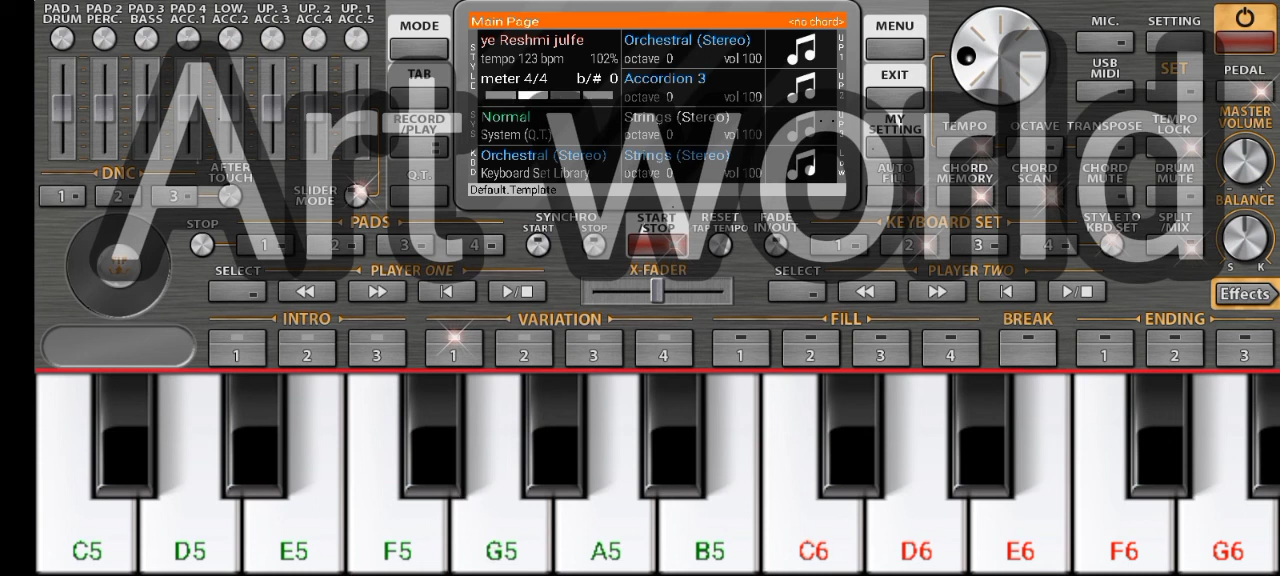 PAD 1 PAD 2 PAD 3 PAD 4 LOW. UP. 3 UP. 2 UP. 1
DRUM PERC. BASS ACC.1 ACC.2 ACC.3 ACC.4 ACC.5
MODE
TAB
RECORD
/PLAY
Q.T.
Main Page <no chord>
STYLE
ye Reshmi julfe
tempo 123 bpm 102%
meter 4/4 b/# 0
Normal
System (Q.T.)
Orchestral (Stereo)
Keyboard Set Library
Default.Template
Orchestral (Stereo)
octave 0 vol 100
Accordion 3
octave 0 vol 100
Strings (Stereo)
octave 0 vol 100
Strings (Stereo)
octave 0 vol 100
MENU
EXIT
MY
SETTING
AUTO
FILL
MIC. SETTING
USB
MIDI
SET
PEDAL
MASTER
VOLUME
TEMPO OCTAVE TRANSPOSE TEMPO
LOCK
CHORD
MEMORY
CHORD
SCAN
CHORD
MUTE
DRUM
MUTE
- +
BALANCE
S K
Art world
DNC
1 2 3
AFTER
TOUCH
SLIDER
MODE
STOP
PADS
1 2 3 4
SYNCHRO
START STOP
START
/STOP
RESET
TAP TEMPO
FADE
IN/OUT
KEYBOARD SET
1 2 3 4
STYLE TO
KBD SET
SPLIT
/MIX
SELECT PLAYER ONE X-FADER SELECT PLAYER TWO
Effects
INTRO VARIATION FILL BREAK ENDING
1 2 3 1 2 3 4 1 2 3 4 1 2 3
C5 D5 E5 F5 G5 A5 B5 C6 D6 E6 F6 G6